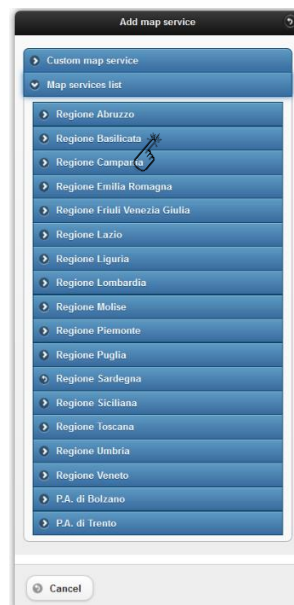 Add map service
Custom map service
Map services list
Regione Abruzzo
Regione Basilicata
Regione Campania
Regione Emilia Romagna
Regione Friuli Venezia Giulia
Regione Lazio
Regione Liguria
Regione Lombardia
Regione Molise
Regione Piemonte
Regione Puglia
Regione Sardegna
Regione Siciliana
Regione Toscana
Regione Umbria
Regione Veneto
P.A. di Bolzano
P.A. di Trento
Cancel